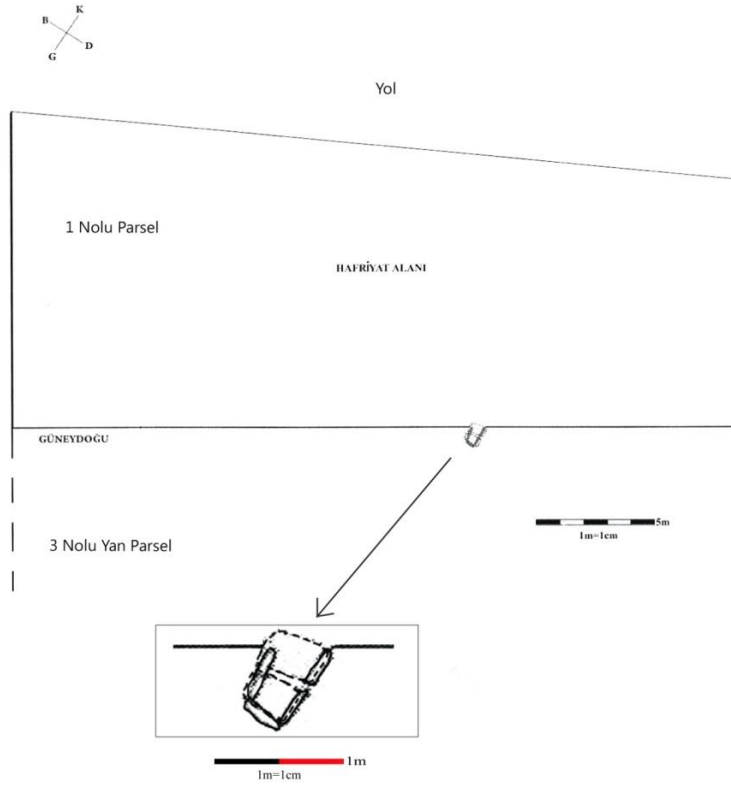 K
B
D
G
Yol
1 Nolu Parsel
HAFRİYAT ALANI
GÜNEYDOĞU
5m
1m=1cm
3 Nolu Yan Parsel
1m
1m=1cm